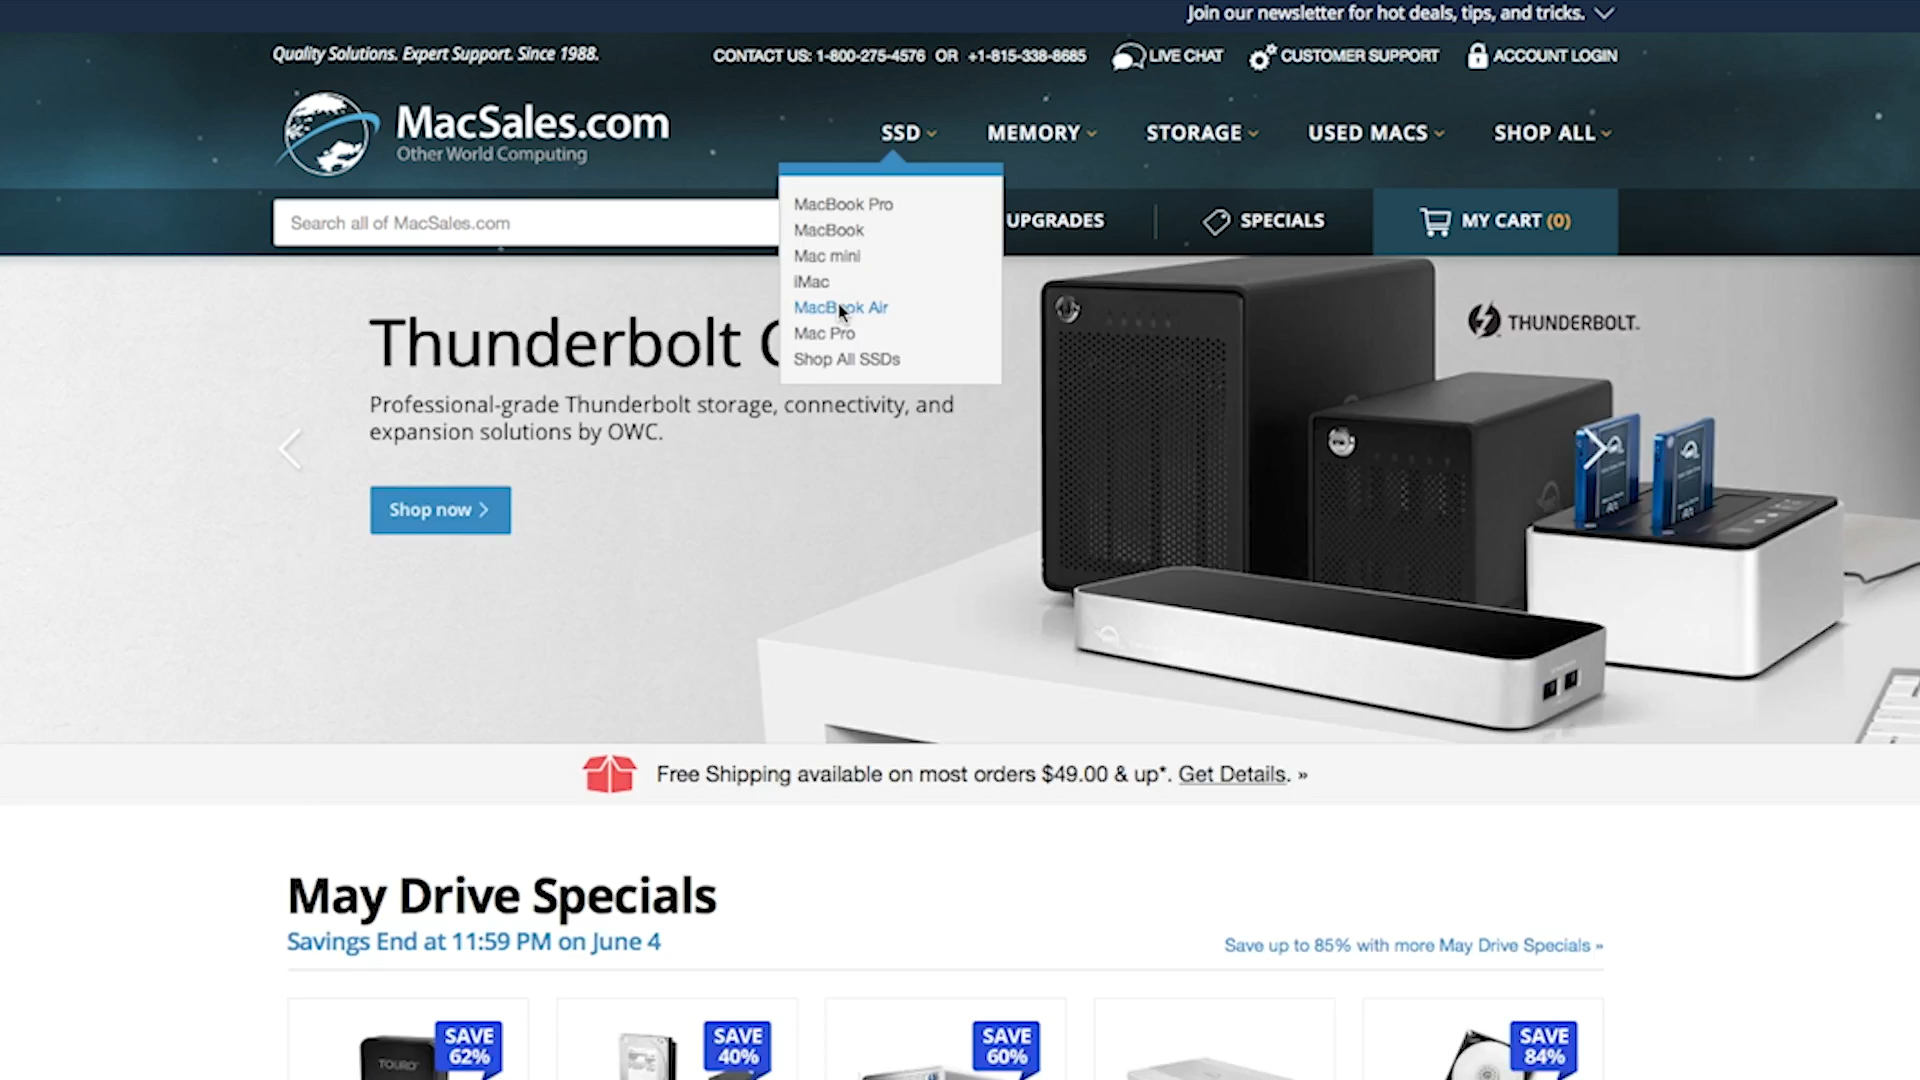 Join our newsletter for hot deals, tips, and tricks.
Quality Solutions. Expert Support. Since 1988.
CONTACT US: 1-800-275-4576 OR +1-815-338-8685
LIVE CHAT
CUSTOMER SUPPORT
ACCOUNT LOGIN
MacSales.com
Other World Computing
SSD
MEMORY
STORAGE
USED MACS
SHOP ALL
Search all of MacSales.com
UPGRADES
SPECIALS
MY CART (0)
MacBook Pro
MacBook
Mac mini
iMac
MacBook Air
Mac Pro
Shop All SSDs
Thunderbolt
Professional-grade Thunderbolt storage, connectivity, and
expansion solutions by OWC.
Shop now
THUNDERBOLT.
Free Shipping available on most orders $49.00 & up*. Get Details. »
May Drive Specials
Savings End at 11:59 PM on June 4
Save up to 85% with more May Drive Specials »
SAVE
62%
TOURO
SAVE
40%
SAVE
60%
SAVE
84%